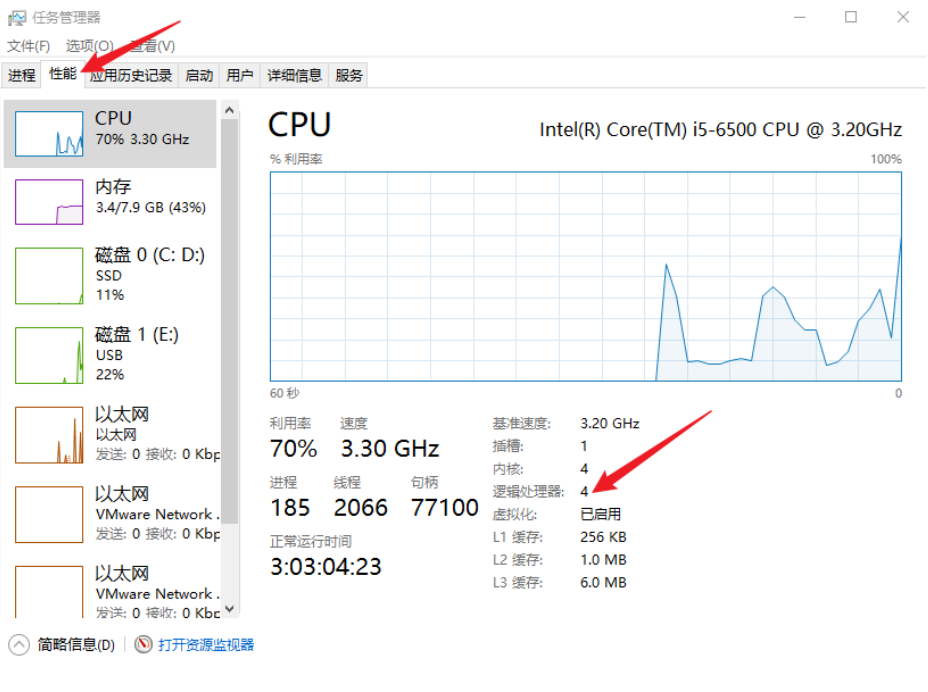 任务管理器
文件(F) 选项(O) 查看(V)
进程 性能 应用历史记录 启动 用户 详细信息 服务
CPU
70% 3.30 GHz
内存
3.4/7.9 GB (43%)
磁盘 0 (C: D:)
SSD
11%
磁盘 1 (E:)
USB
22%
以太网
以太网
发送: 0 接收: 0 Kbp
以太网
VMware Network .
发送: 0 接收: 0 Kbp
以太网
VMware Network .
发送: 0 接收: 0 Kbp
CPU
Intel(R) Core(TM) i5-6500 CPU @ 3.20GHz
% 利用率 100%
60 秒 0
利用率 速度
70% 3.30 GHz
进程 线程 句柄
185 2066 77100
正常运行时间
3:03:04:23
基准速度: 3.20 GHz
插槽: 1
内核: 4
逻辑处理器: 4
虚拟化: 已启用
L1 缓存: 256 KB
L2 缓存: 1.0 MB
L3 缓存: 6.0 MB
简略信息(D) 打开资源监视器